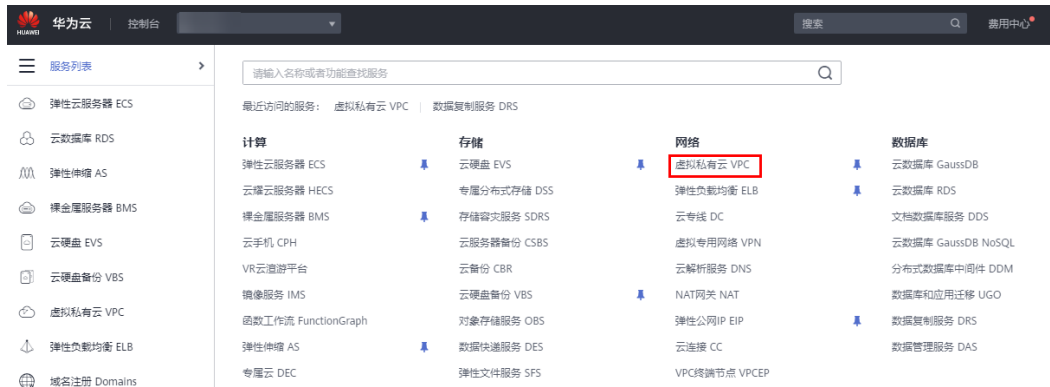 HUAWEI 华为云 控制台 搜索 费用中心
服务列表
弹性云服务器 ECS
云数据库 RDS
弹性伸缩 AS
裸金属服务器 BMS
云硬盘 EVS
云硬盘备份 VBS
虚拟私有云 VPC
弹性负载均衡 ELB
域名注册 Domains
请输入名称或者功能查找服务
最近访问的服务： 虚拟私有云 VPC 数据复制服务 DRS
计算
弹性云服务器 ECS
云耀云服务器 HECS
裸金属服务器 BMS
云手机 CPH
VR云渲游平台
镜像服务 IMS
函数工作流 FunctionGraph
弹性伸缩 AS
专属云 DEC
存储
云硬盘 EVS
专属分布式存储 DSS
存储容灾服务 SDRS
云服务器备份 CSBS
云备份 CBR
云硬盘备份 VBS
对象存储服务 OBS
数据快递服务 DES
弹性文件服务 SFS
网络
虚拟私有云 VPC
弹性负载均衡 ELB
云专线 DC
虚拟专用网络 VPN
云解析服务 DNS
NAT网关 NAT
弹性公网IP EIP
云连接 CC
VPC终端节点 VPCEP
数据库
云数据库 GaussDB
云数据库 RDS
文档数据库服务 DDS
云数据库 GaussDB NoSQL
分布式数据库中间件 DDM
数据库和应用迁移 UGO
数据复制服务 DRS
数据管理服务 DAS